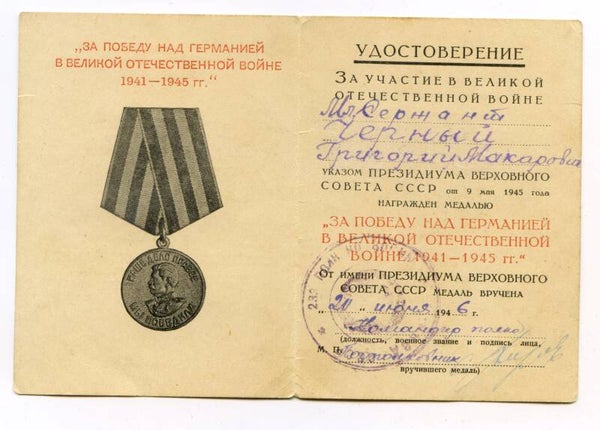 „ЗА ПОБЕДУ НАД ГЕРМАНИЕЙ
В ВЕЛИКОЙ ОТЕЧЕСТВЕННОЙ ВОЙНЕ
1941—1945 гг.“
НАШЕ ДЕЛО ПРАВОЕ
МЫ ПОБЕДИЛИ
УДОСТОВЕРЕНИЕ
ЗА УЧАСТИЕ В ВЕЛИКОЙ
ОТЕЧЕСТВЕННОЙ ВОЙНЕ
Мл. Сержант
Черный
Григорий Макарович
УКАЗОМ ПРЕЗИДИУМА ВЕРХОВНОГО
СОВЕТА СССР от 9 мая 1945 года
НАГРАЖДЕН МЕДАЛЬЮ
„ЗА ПОБЕДУ НАД ГЕРМАНИЕЙ
В ВЕЛИКОЙ ОТЕЧЕСТВЕННОЙ
ВОЙНЕ 1941—1945 гг.“
ОТ ИМЕНИ ПРЕЗИДИУМА ВЕРХОВНОГО
СОВЕТА СССР МЕДАЛЬ ВРУЧЕНА
„20“ июня 1946 г.
Командир полка
(должность, военное звание и подпись лица,
М. П. Подполковник
вручившего медаль)